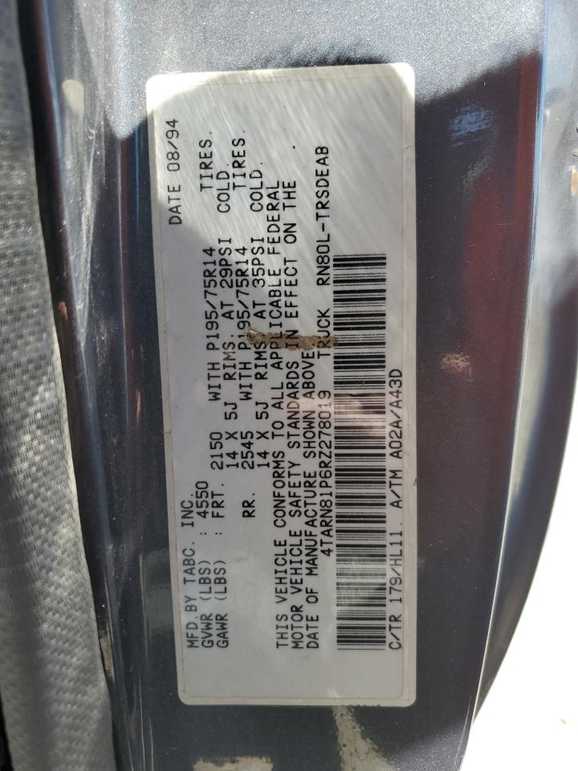 MFD.BY TABC, INC. DATE 08/94
GVWR (LBS) : 4550
GAWR (LBS) : FRT. 2150 WITH P195/75R14 TIRES.
14 X 5J RIMS. AT 29PSI COLD.
RR. 2545 WITH P195/75R14 TIRES.
14 X 5J RIMS. AT 35PSI COLD.
THIS VEHICLE CONFORMS TO ALL APPLICABLE FEDERAL
MOTOR VEHICLE SAFETY STANDARDS IN EFFECT ON THE
DATE OF MANUFACTURE SHOWN ABOVE.
4TARN81P6RZ278019 TRUCK RN80L-TRSDEAB
C/TR 179/HL11. A/TM A02A/A43D